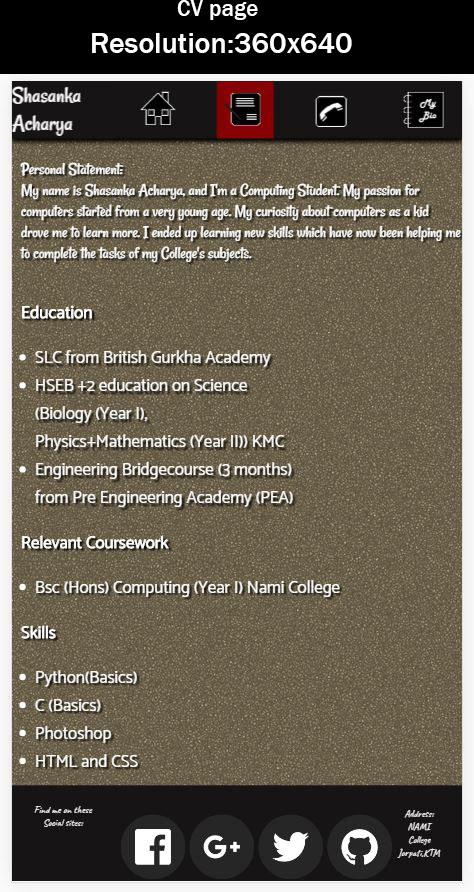 CV page
Resolution:360x640
Shasanka
Acharya
My
Bio
Personal Statement:
My name is Shasanka Acharya, and I'm a Computing Student. My passion for
computers started from a very young age. My curiosity about computers as a kid
drove me to learn more. I ended up learning new skills which have now been helping me
to complete the tasks of my College's subjects.
Education
• SLC from British Gurkha Academy
• HSEB +2 education on Science
(Biology (Year I),
Physics+Mathematics (Year II)) KMC
• Engineering Bridgecourse (3 months)
from Pre Engineering Academy (PEA)
Relevant Coursework
• Bsc (Hons) Computing (Year I) Nami College
Skills
• Python(Basics)
• C (Basics)
• Photoshop
• HTML and CSS
Find me on these
Social sites:
G+
Address:
NAMI
College
Jorpati,KTM